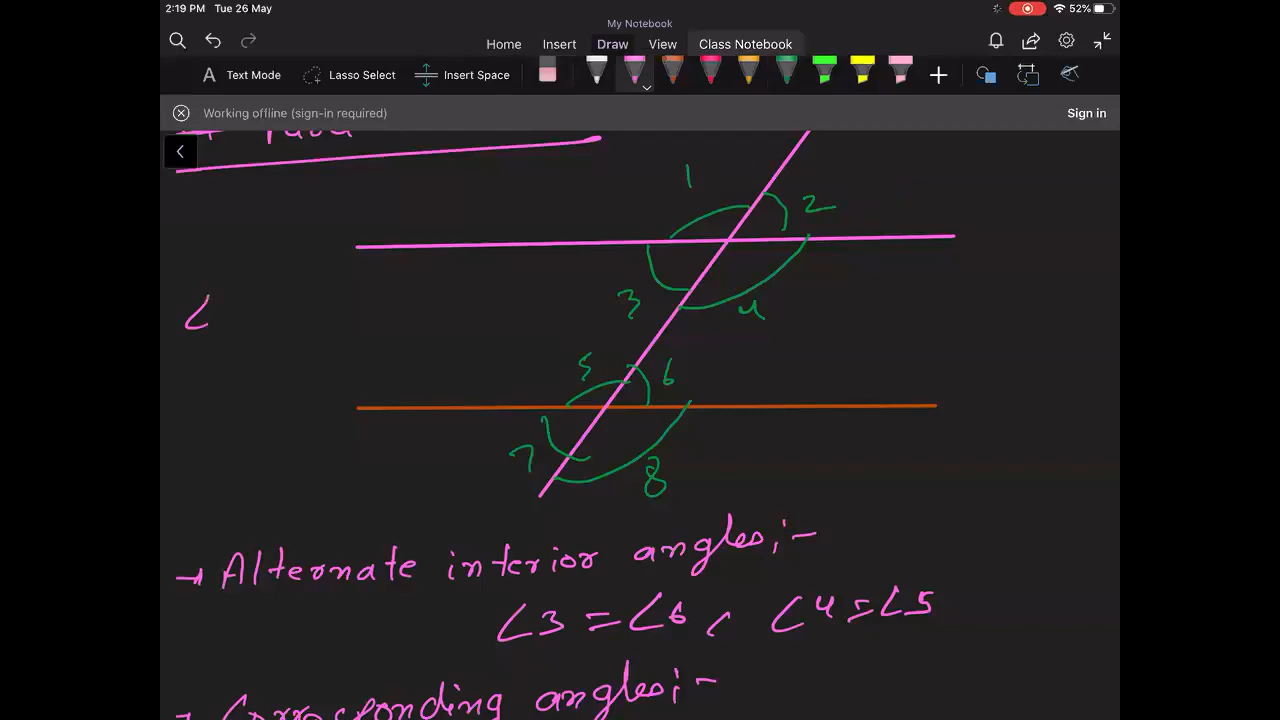 2:19 PM Tue 26 May
52%
My Notebook
Home Insert Draw View Class Notebook
Text Mode Lasso Select Insert Space
Working offline (sign-in required) Sign in
1
2
3
4
∠
5
6
7
8
→ Alternate interior angles;-
∠3 = ∠6 , ∠4 = ∠5
→ Corrosponding angles;-